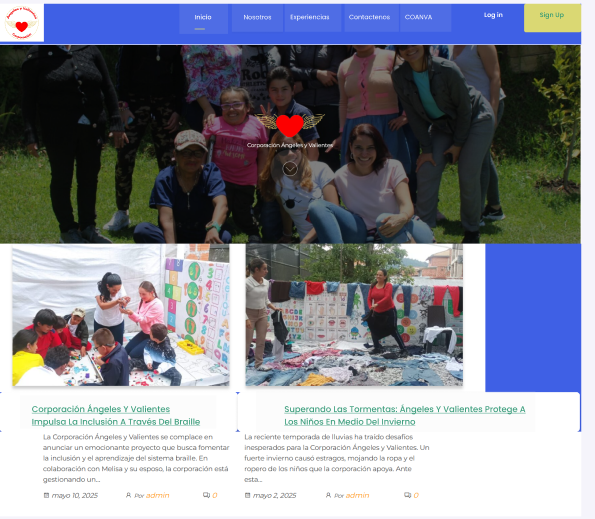 Ángeles y Valientes
Corporación
Inicio
Nosotros
Experiencias
Contactenos
COANVA
Log in
Sign Up
Corporación Ángeles y Valientes
Corporación Ángeles Y Valientes
Impulsa La Inclusión A Través Del Braille
La Corporación Ángeles y Valientes se complace en
anunciar un emocionante proyecto que busca fomentar
la inclusión y el aprendizaje del sistema braille. En
colaboración con Melisa y su esposo, la corporación está
gestionando un...
mayo 10, 2025
Por admin
0
Superando Las Tormentas: Ángeles Y Valientes Protege A
Los Niños En Medio Del Invierno
La reciente temporada de lluvias ha traído desafíos
inesperados para la Corporación Ángeles y Valientes. Un
fuerte invierno causó estragos, mojando la ropa y el
ropero de los niños que la corporación apoya. Ante
esta...
mayo 2, 2025
Por admin
0